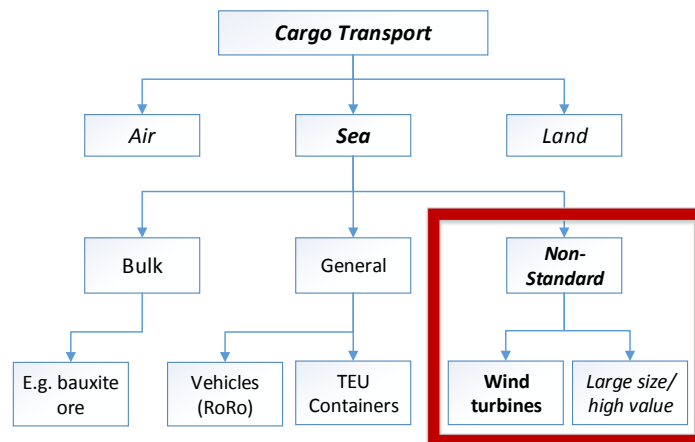 Cargo Transport
Air
Sea
Land
Bulk
General
Non-
Standard
E.g. bauxite
ore
Vehicles
(RoRo)
TEU
Containers
Wind
turbines
Large size/
high value